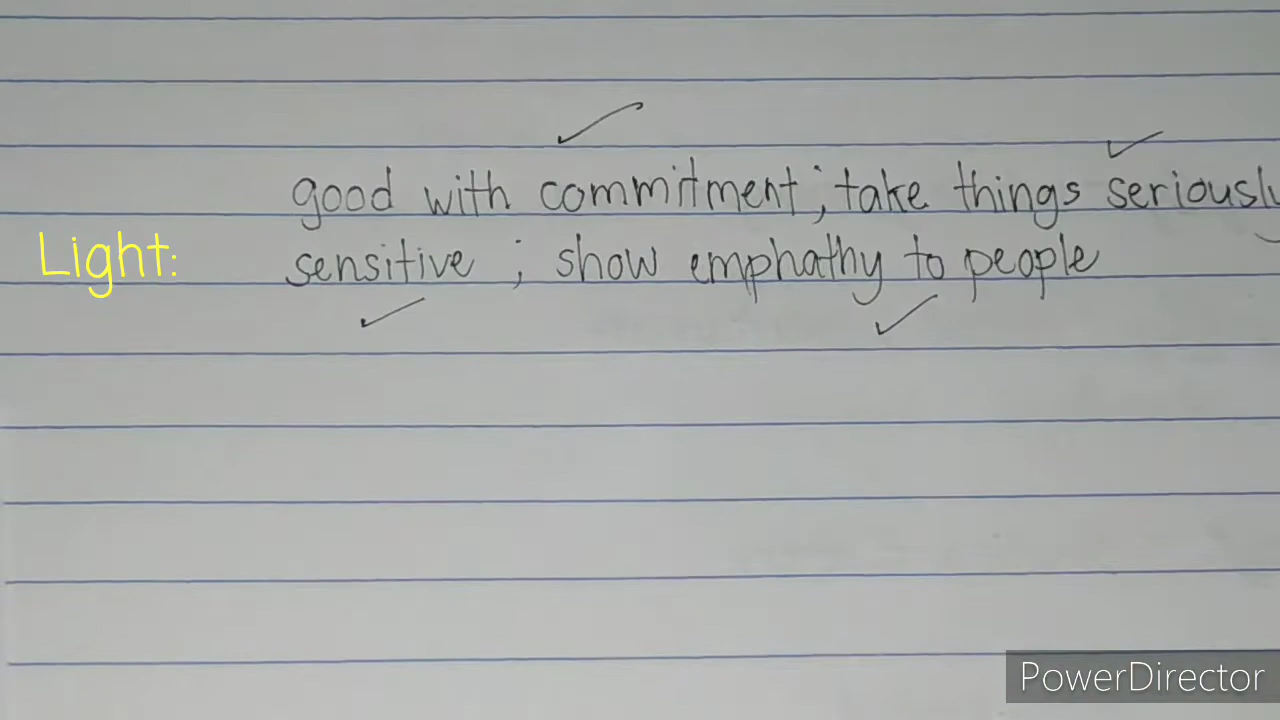 good with commitment; take things seriously
Light: sensitive ; show emphathy to people
PowerDirector